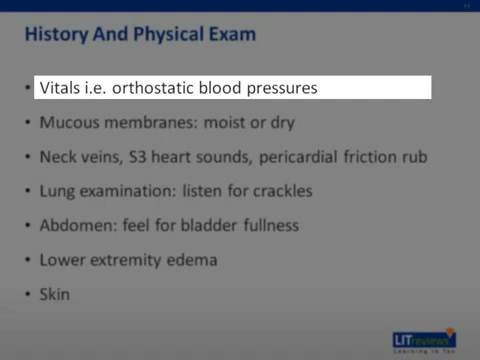 History And Physical Exam
• Vitals i.e. orthostatic blood pressures
• Mucous membranes: moist or dry
• Neck veins, S3 heart sounds, pericardial friction rub
• Lung examination: listen for crackles
• Abdomen: feel for bladder fullness
• Lower extremity edema
• Skin
LITreviews
Learning in Ten